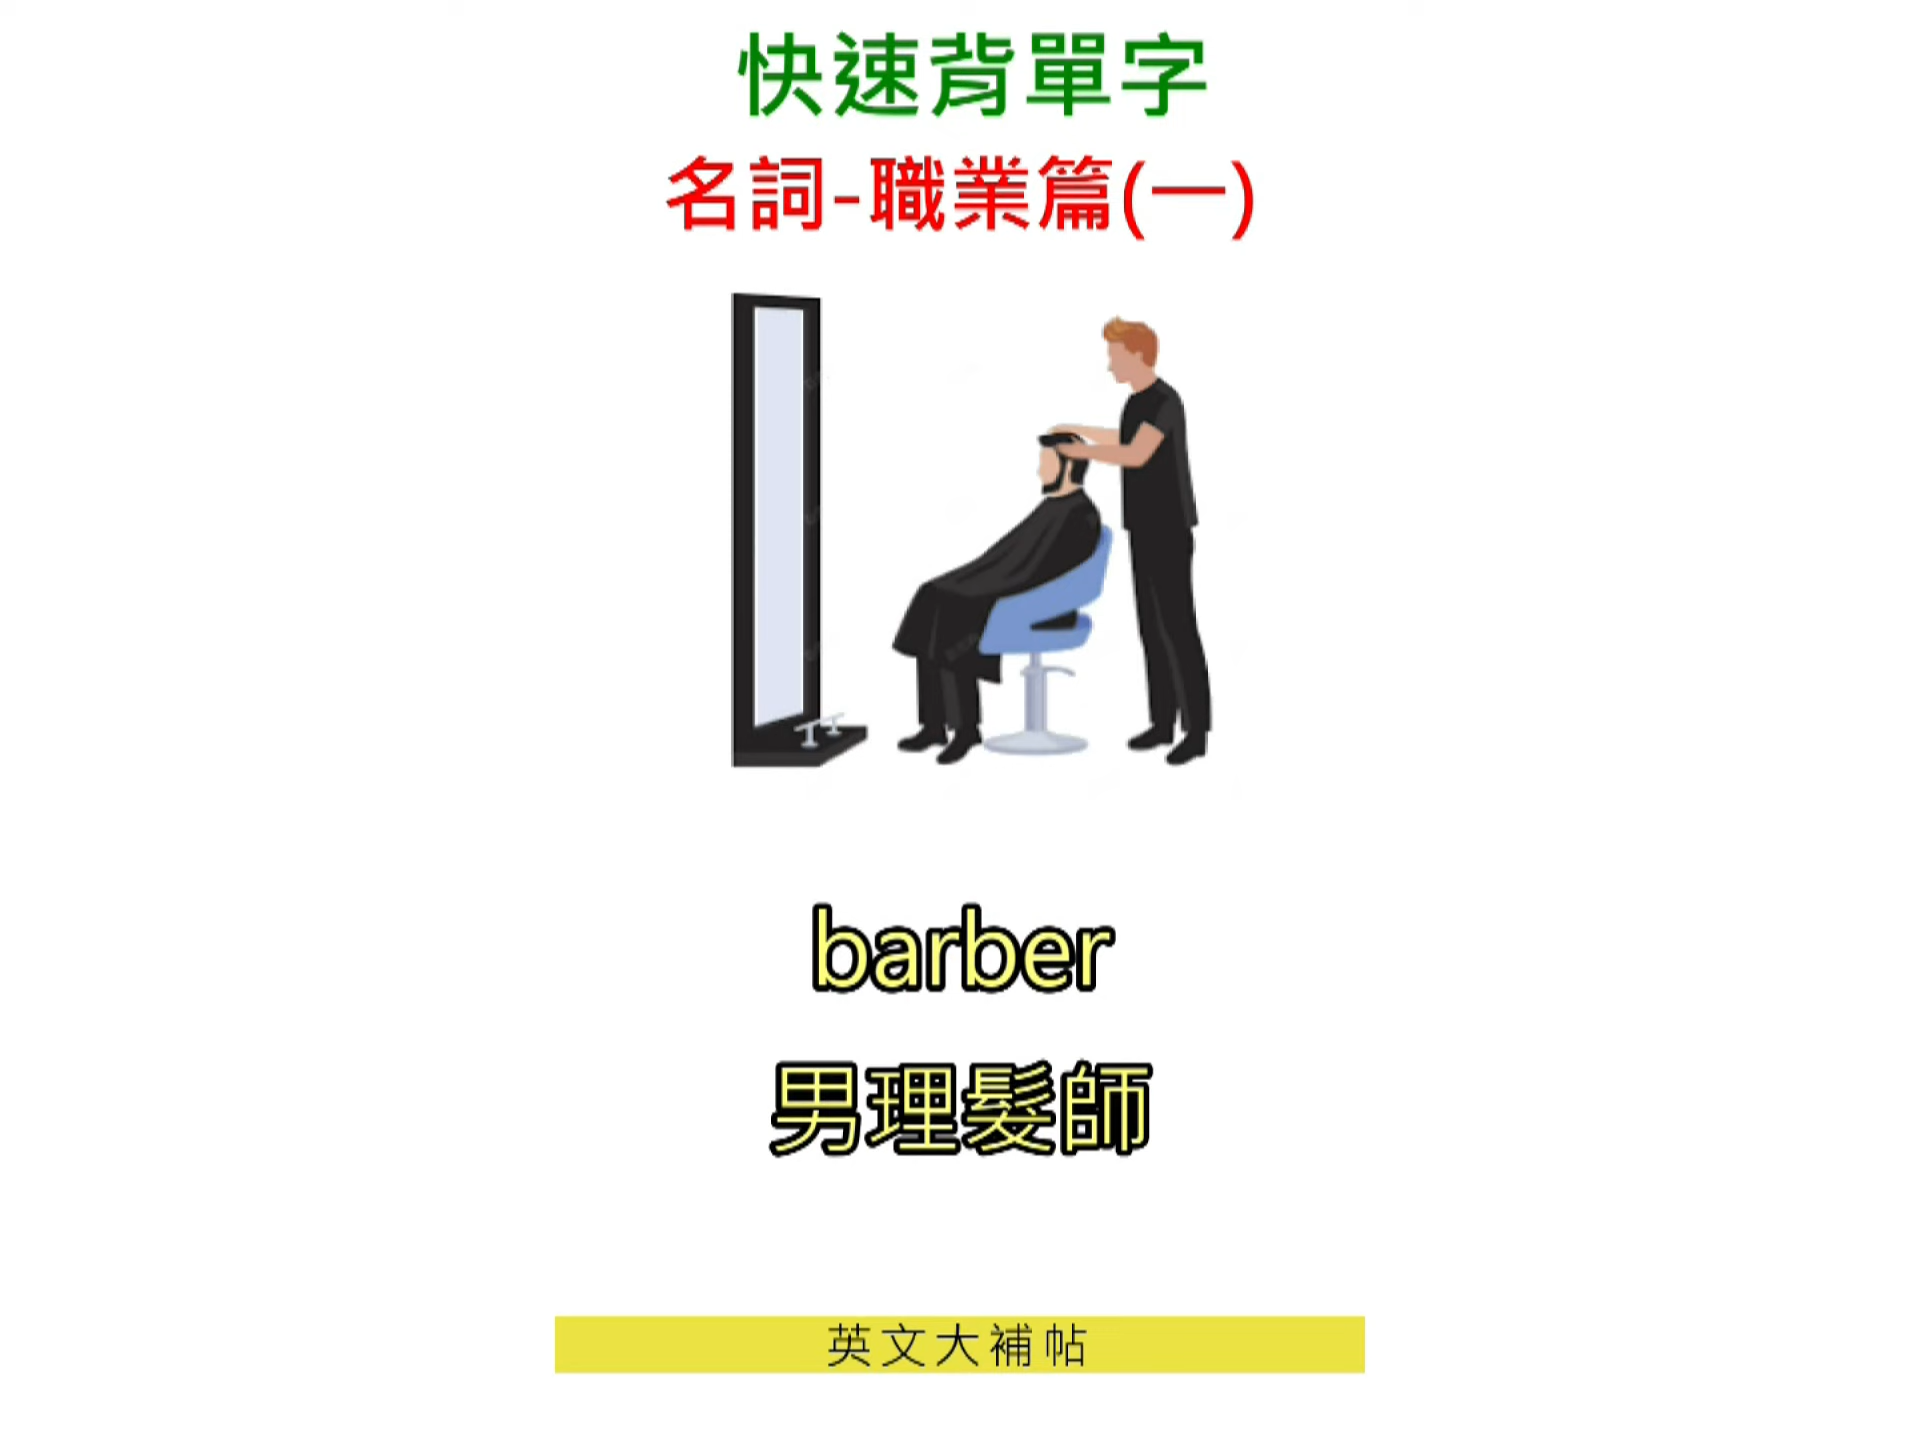 快速背單字
名詞-職業篇(一)
barber
男理髮師
英文大補帖